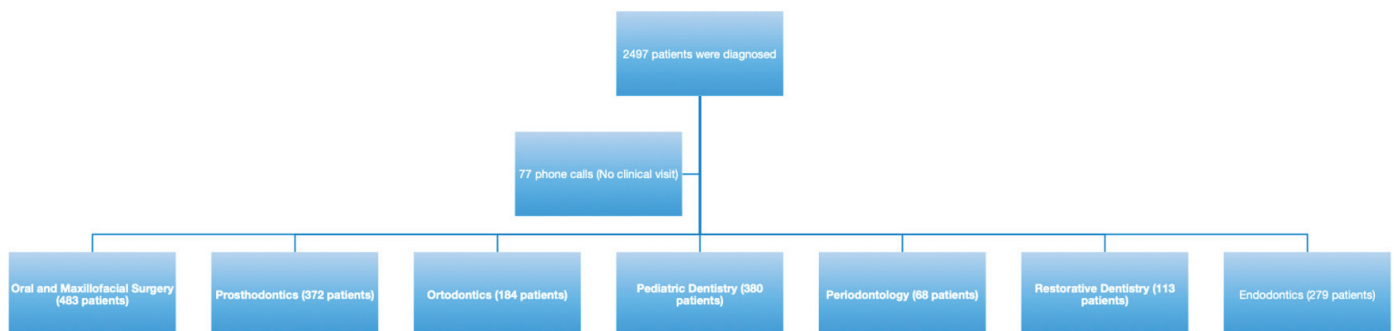 2497 patients were diagnosed
77 phone calls (No clinical visit)
Oral and Maxillofacial Surgery
(483 patients)
Prosthodontics (372 patients)
Ortodontics (184 patients)
Pediatric Dentistry (380
patients)
Periodontology (68 patients)
Restorative Dentistry (113
patients)
Endodontics (279 patients)